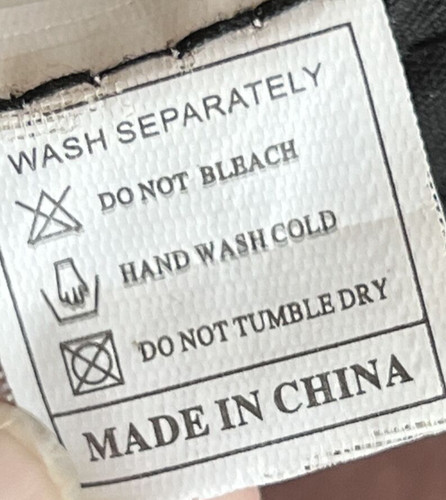 WASH SEPARATELY
DO NOT BLEACH
HAND WASH COLD
DO NOT TUMBLE DRY
MADE IN CHINA